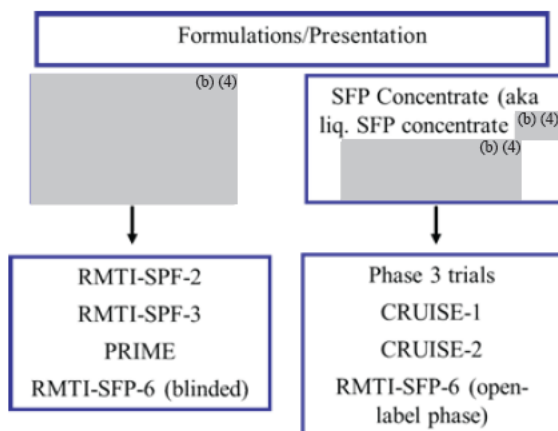 Formulations/Presentation
(b) (4)
SFP Concentrate (aka
liq. SFP concentrate (b) (4)
(b) (4)
RMTI-SPF-2
RMTI-SPF-3
PRIME
RMTI-SFP-6 (blinded)
Phase 3 trials
CRUISE-1
CRUISE-2
RMTI-SFP-6 (open-
label phase)